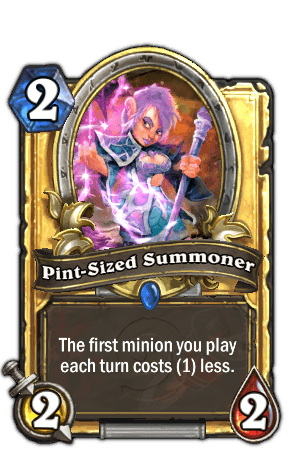 2
Pint-Sized Summoner
The first minion you play
each turn costs (1) less.
2
2